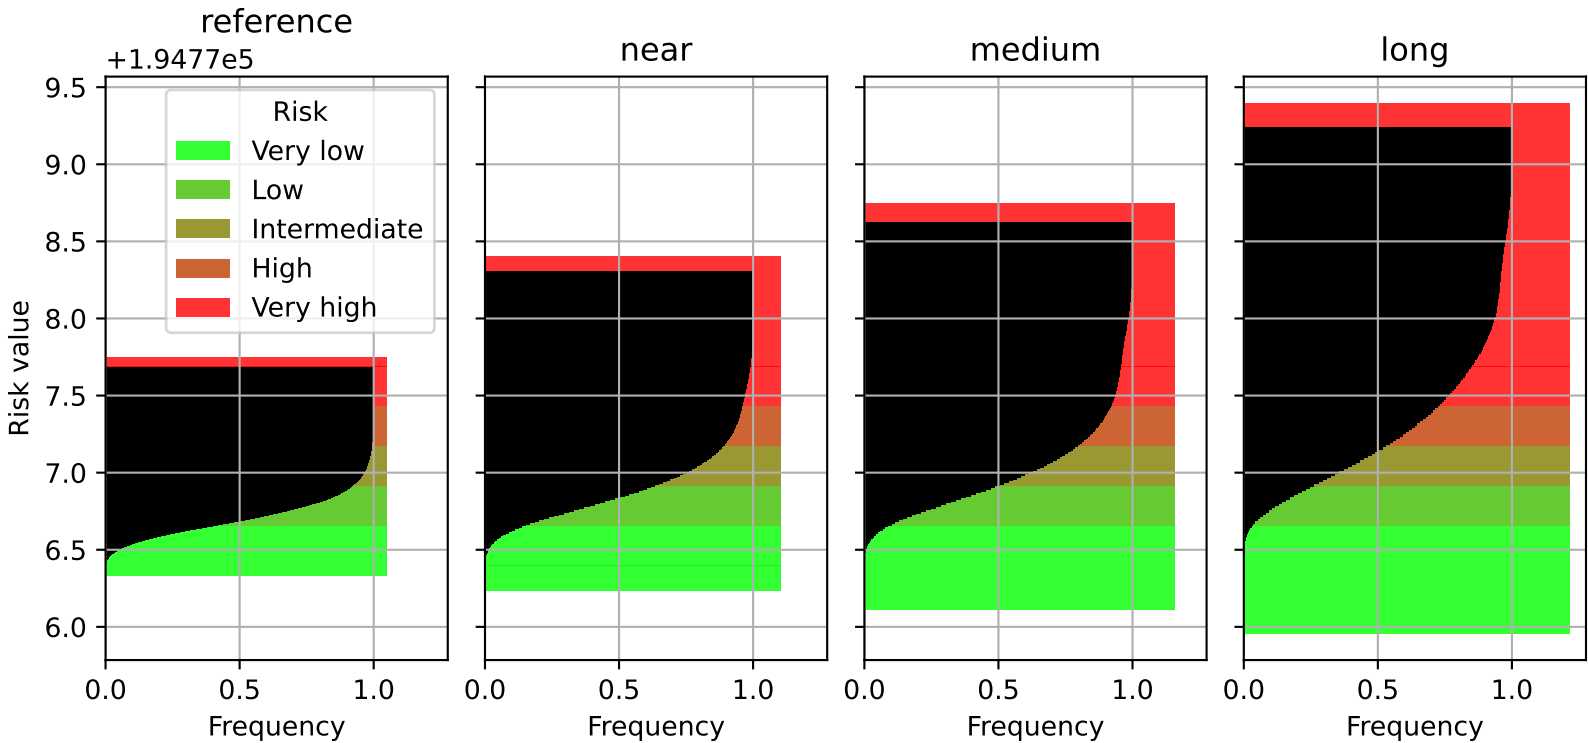 reference
near
medium
long
+1.9477e5
Risk
Very low
Low
Intermediate
High
Very high
Risk value
9.5
9.0
8.5
8.0
7.5
7.0
6.5
6.0
0.0 0.5 1.0
0.0 0.5 1.0
0.0 0.5 1.0
0.0 0.5 1.0
Frequency
Frequency
Frequency
Frequency